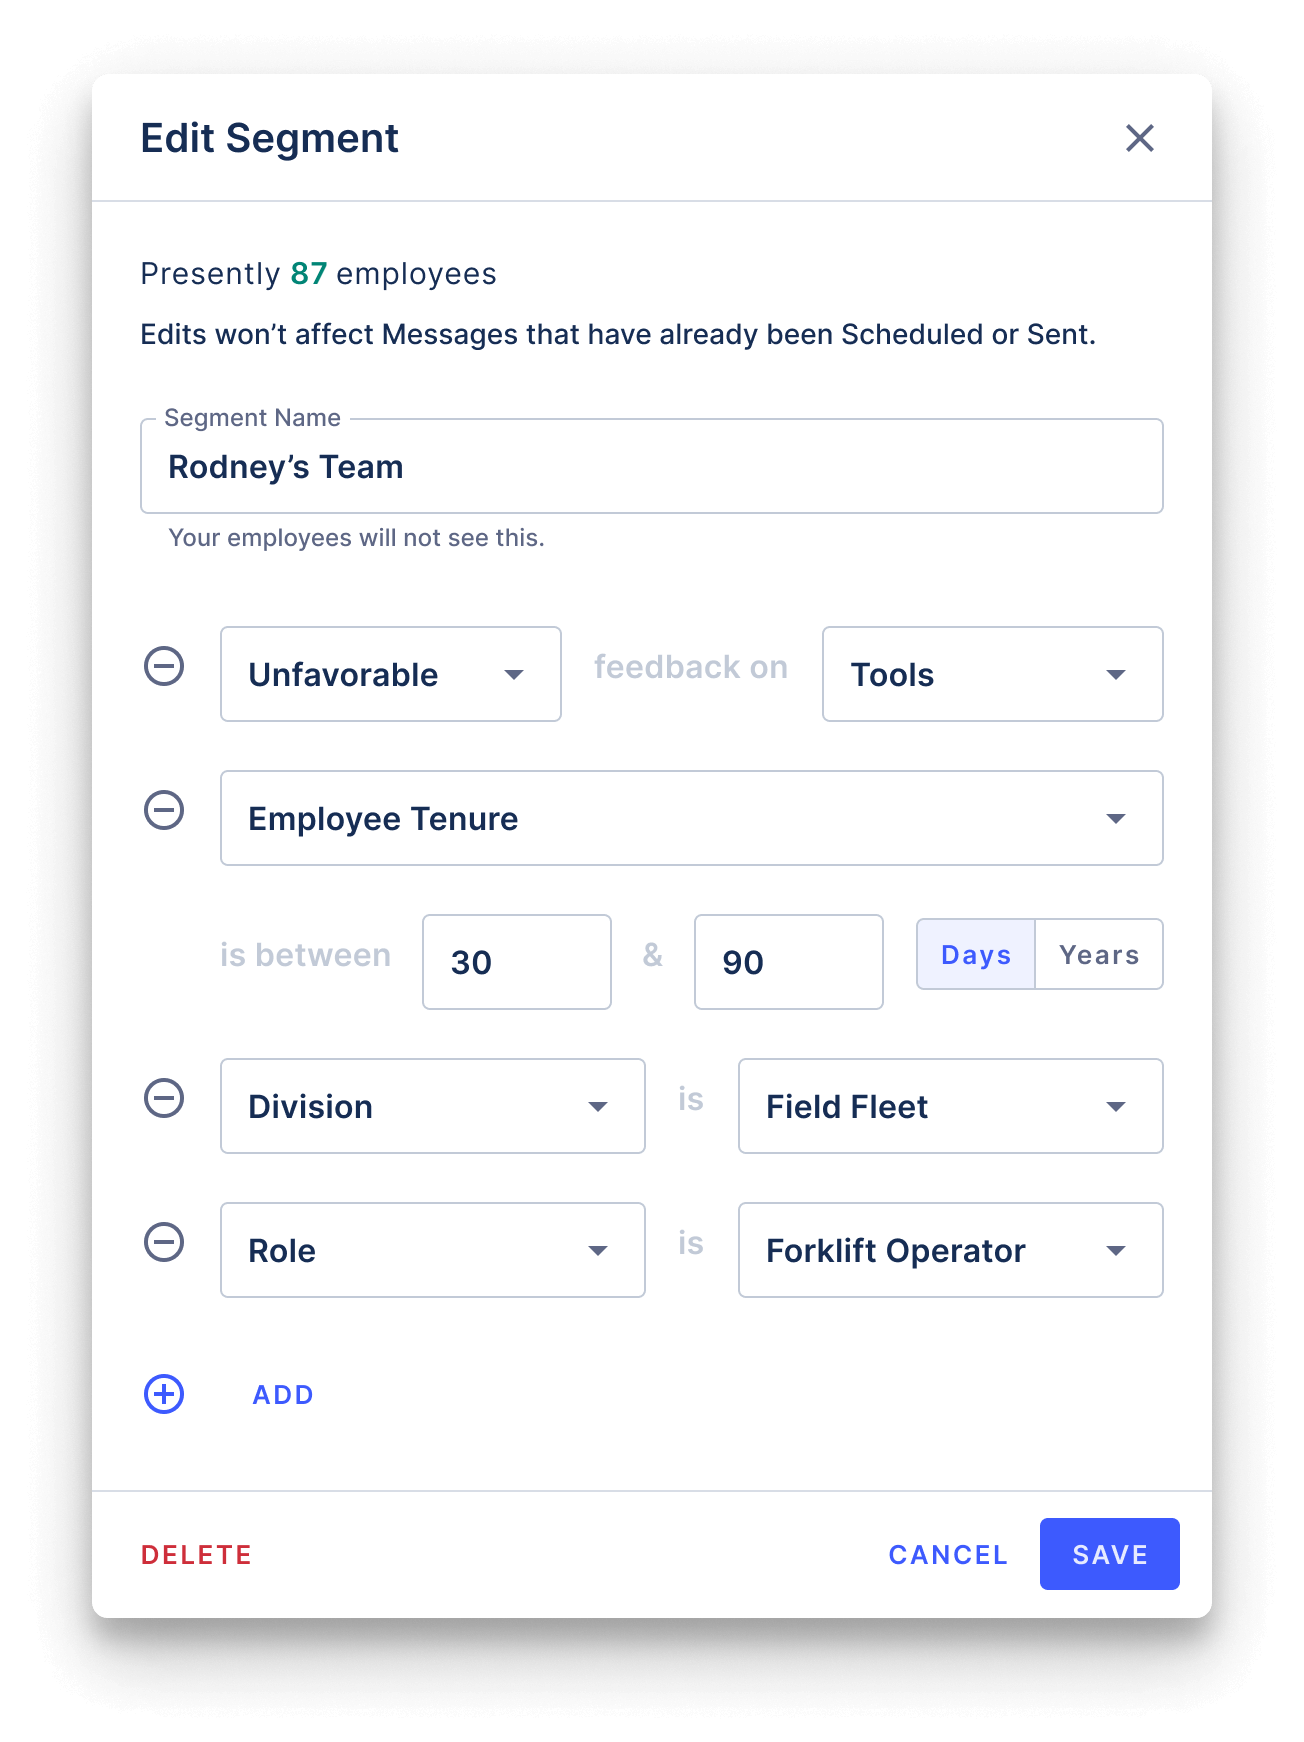 Edit Segment
Presently 87 employees
Edits won’t affect Messages that have already been Scheduled or Sent.
Segment Name
Rodney’s Team
Your employees will not see this.
Unfavorable feedback on Tools
Employee Tenure
is between 30 & 90 Days Years
Division is Field Fleet
Role is Forklift Operator
ADD
DELETE CANCEL SAVE